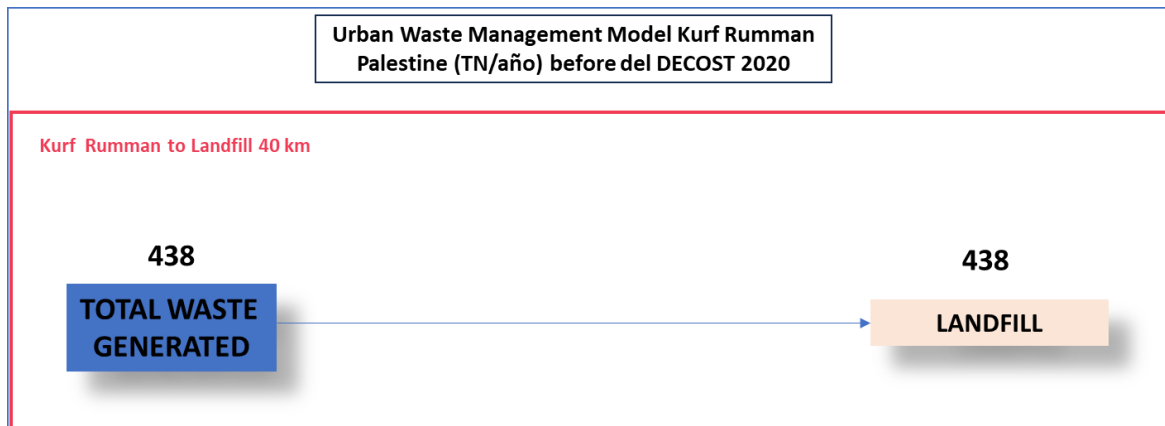 Urban Waste Management Model Kurf Rumman
Palestine (TN/año) before del DECOST 2020
Kurf Rumman to Landfill 40 km
438
438
TOTAL WASTE
GENERATED
LANDFILL